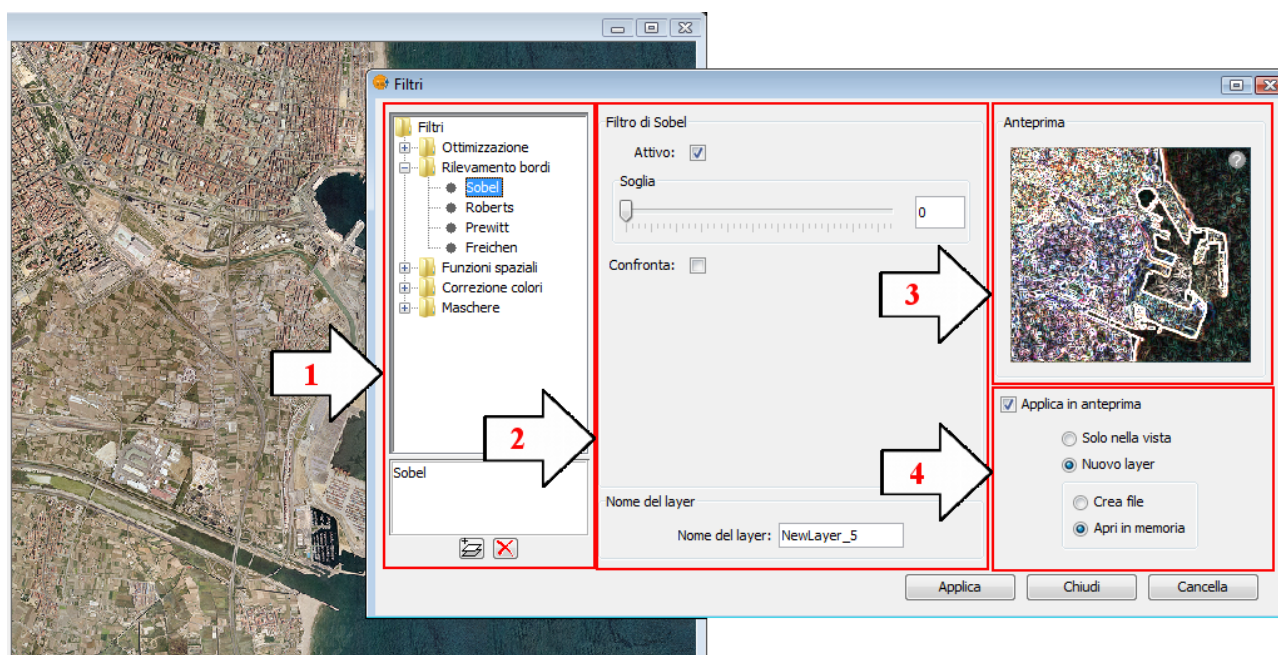 Filtri
Filtri
Ottimizzazione
Rilevamento bordi
Sobel
Roberts
Prewitt
Freichen
Funzioni spaziali
Correzione colori
Maschere
1
Sobel
2
Filtro di Sobel
Attivo:
Soglia
0
Confronta:
3
4
Nome del layer
Nome del layer: NewLayer_5
Anteprima
?
Applica in anteprima
Solo nella vista
Nuovo layer
Crea file
Apri in memoria
Applica Chiudi Cancella